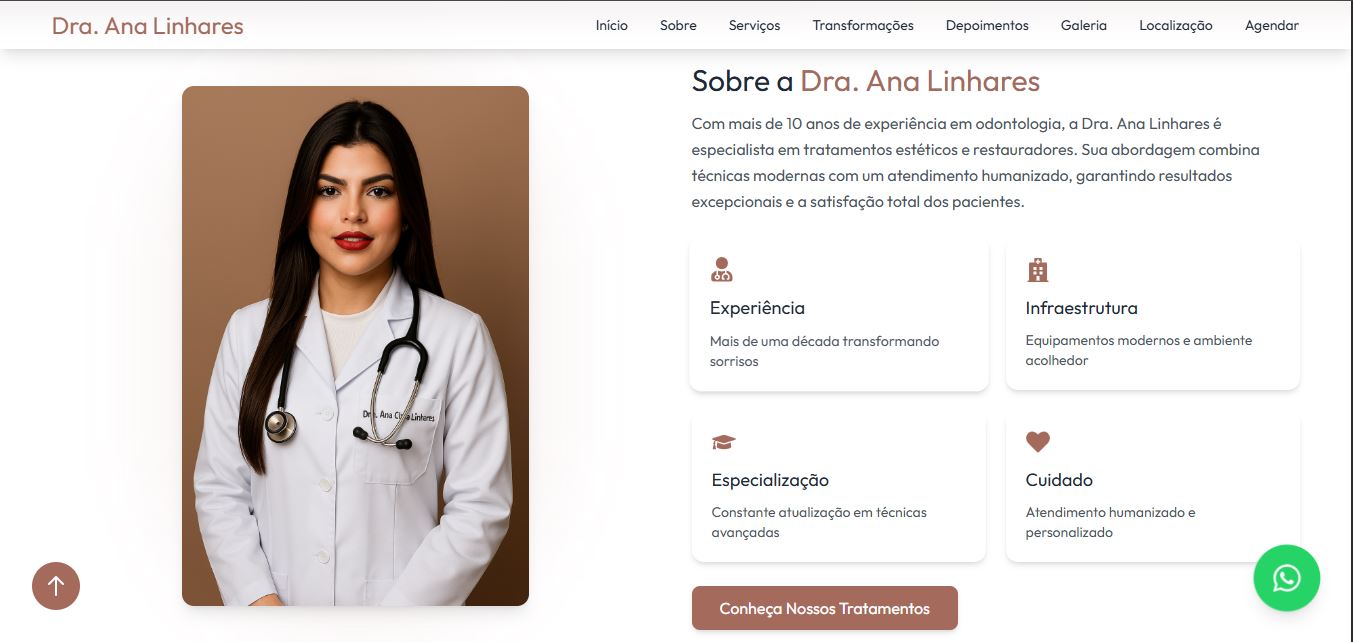 Dra. Ana Linhares
Início Sobre Serviços Transformações Depoimentos Galeria Localização Agendar
Sobre a Dra. Ana Linhares
Com mais de 10 anos de experiência em odontologia, a Dra. Ana Linhares é
especialista em tratamentos estéticos e restauradores. Sua abordagem combina
técnicas modernas com um atendimento humanizado, garantindo resultados
excepcionais e a satisfação total dos pacientes.
Experiência
Mais de uma década transformando
sorrisos
Infraestrutura
Equipamentos modernos e ambiente
acolhedor
Especialização
Constante atualização em técnicas
avançadas
Cuidado
Atendimento humanizado e
personalizado
Conheça Nossos Tratamentos
Ana Linhares